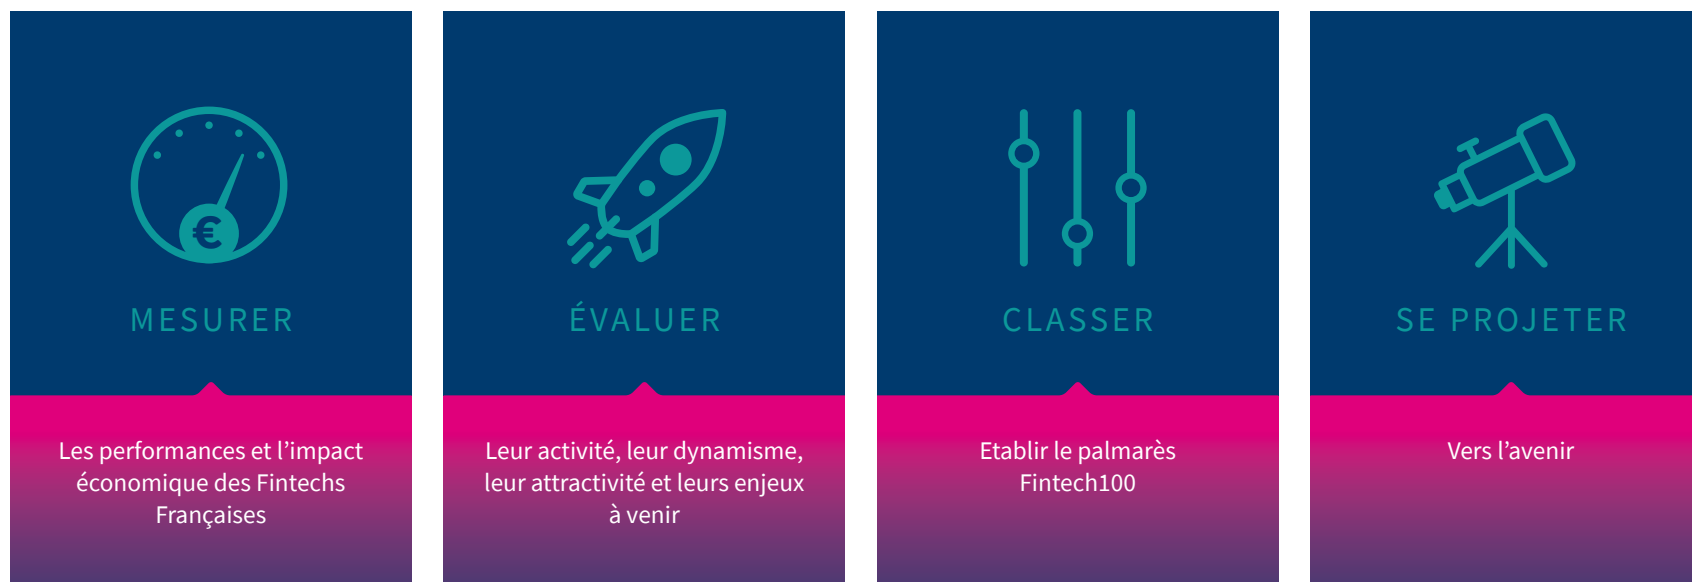 €
MESURER
Les performances et l’impact
économique des Fintechs
Françaises
ÉVALUER
Leur activité, leur dynamisme,
leur attractivité et leurs enjeux
à venir
CLASSER
Etablir le palmarès
Fintech100
SE PROJETER
Vers l’avenir